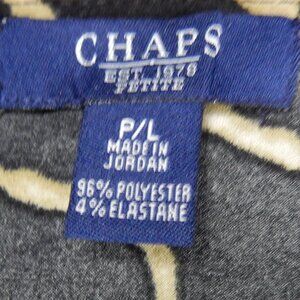 CHAPS
EST. 1978
PETITE
P/L
MADE IN
JORDAN
96% POLYESTER
4% ELASTANE